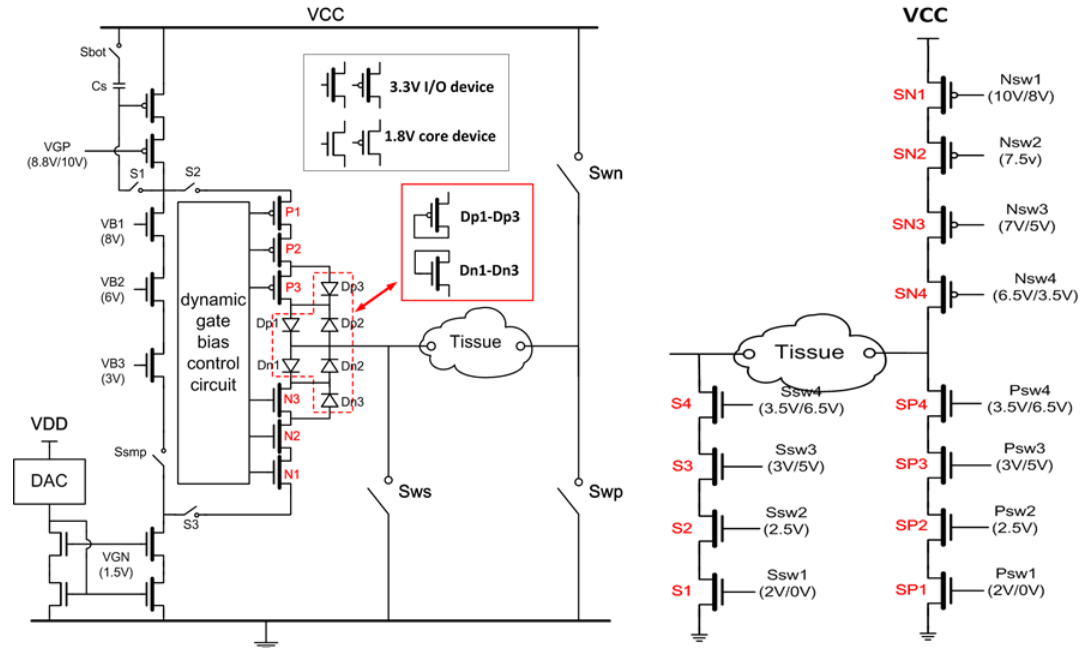 VCC
Sbot
Cs
VGP
(8.8V/10V)
S1
S2
VB1
(8V)
VB2
(6V)
VB3
(3V)
dynamic
gate
bias
control
circuit
P1
P2
P3
Dp1
Dp3
Dp2
Dn1
Dn2
Dn3
N3
N2
N1
3.3V I/O device
1.8V core device
Dp1-Dp3
Dn1-Dn3
Tissue
Swn
Sws
Swp
VDD
DAC
Ssmp
S3
VGN
(1.5V)
VCC
SN1
Nsw1
(10V/8V)
SN2
Nsw2
(7.5v)
SN3
Nsw3
(7V/5V)
SN4
Nsw4
(6.5V/3.5V)
Tissue
S4
Ssw4
(3.5V/6.5V)
S3
Ssw3
(3V/5V)
S2
Ssw2
(2.5V)
S1
Ssw1
(2V/0V)
SP4
Psw4
(3.5V/6.5V)
SP3
Psw3
(3V/5V)
SP2
Psw2
(2.5V)
SP1
Psw1
(2V/0V)